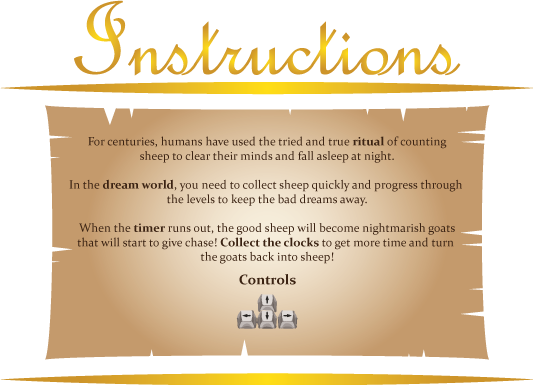 Instructions
For centuries, humans have used the tried and true ritual of counting
sheep to clear their minds and fall asleep at night.
In the dream world, you need to collect sheep quickly and progress through
the levels to keep the bad dreams away.
When the timer runs out, the good sheep will become nightmarish goats
that will start to give chase! Collect the clocks to get more time and turn
the goats back into sheep!
Controls